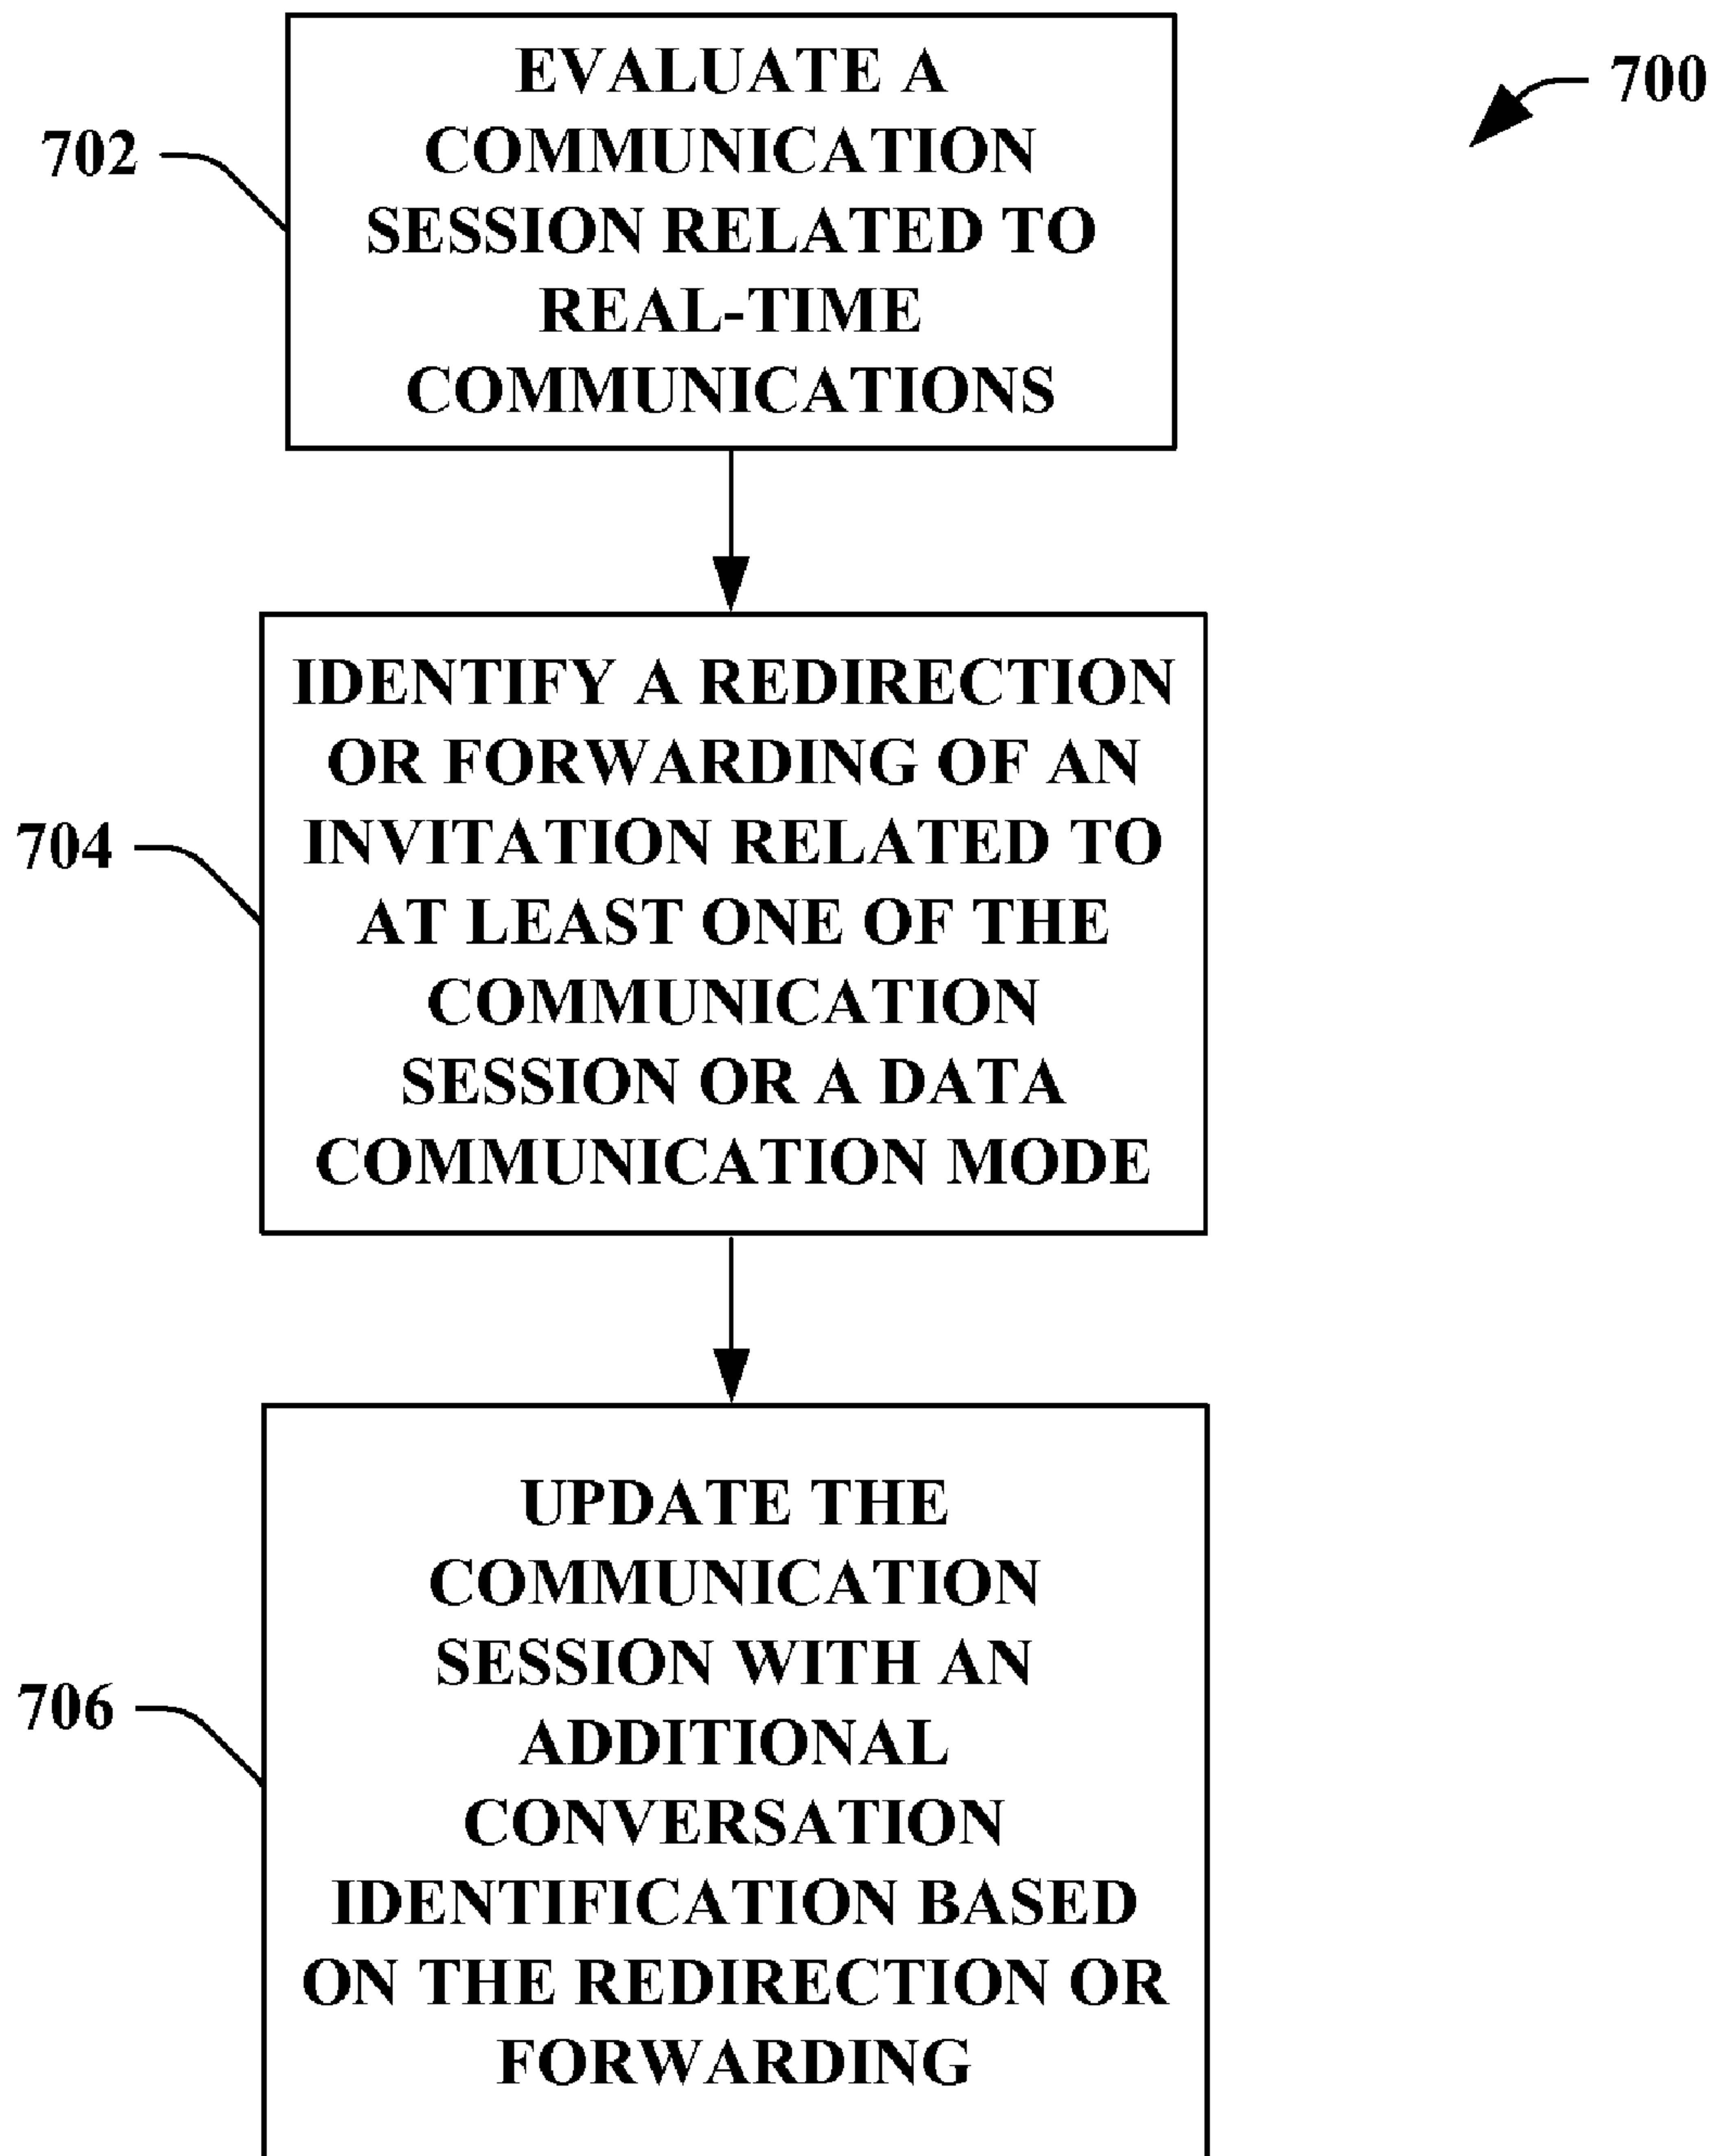 700
702
EVALUATE A
COMMUNICATION
SESSION RELATED TO
REAL-TIME
COMMUNICATIONS
704
IDENTIFY A REDIRECTION
OR FORWARDING OF AN
INVITATION RELATED TO
AT LEAST ONE OF THE
COMMUNICATION
SESSION OR A DATA
COMMUNICATION MODE
706
UPDATE THE
COMMUNICATION
SESSION WITH AN
ADDITIONAL
CONVERSATION
IDENTIFICATION BASED
ON THE REDIRECTION OR
FORWARDING